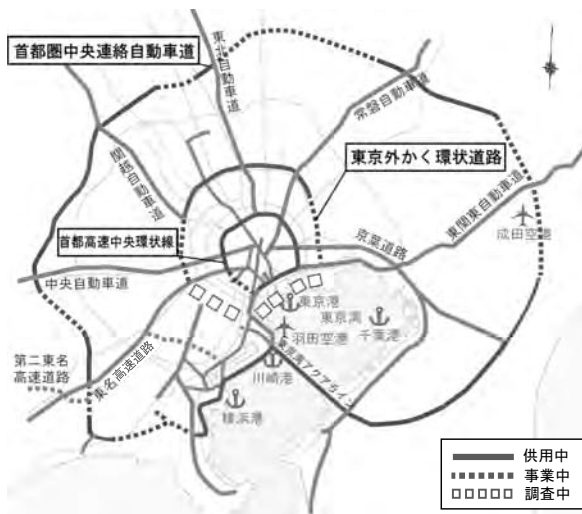 首都圏中央連絡自動車道
東北自動車道
常磐自動車道
関越自動車道
東京外かく環状道路
東関東自動車道
成田空港
首都高速中央環状線
京葉道路
中央自動車道
東京港
東京湾
千葉港
羽田空港
東京湾アクアライン
第二東名
高速道路
東名高速道路
川崎港
横浜港
供用中
事業中
調査中